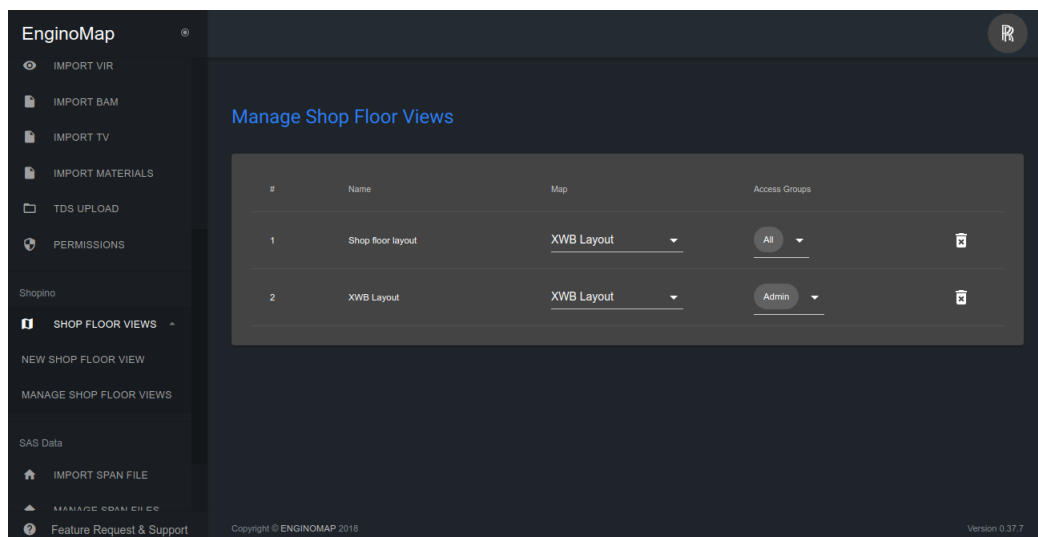 EnginoMap
IMPORT VIR
IMPORT BAM
IMPORT TV
IMPORT MATERIALS
TDS UPLOAD
PERMISSIONS
Shopino
SHOP FLOOR VIEWS
NEW SHOP FLOOR VIEW
MANAGE SHOP FLOOR VIEWS
SAS Data
IMPORT SPAN FILE
MANAGE SPAN FILES
Feature Request & Support
Manage Shop Floor Views
# Name Map Access Groups
1 Shop floor layout XWB Layout All
2 XWB Layout XWB Layout Admin
Copyright © ENGINOMAP 2018
Version 0.37.7